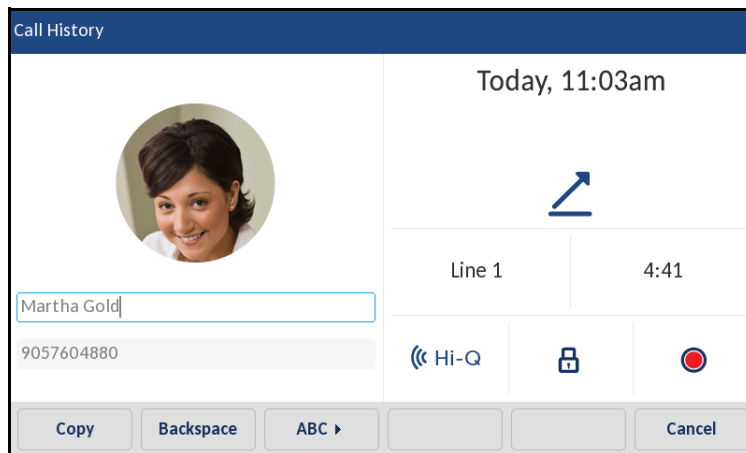 Call History
Today, 11:03am
Line 1
4:41
Martha Gold
9057604880
Hi-Q
Copy
Backspace
ABC
Cancel